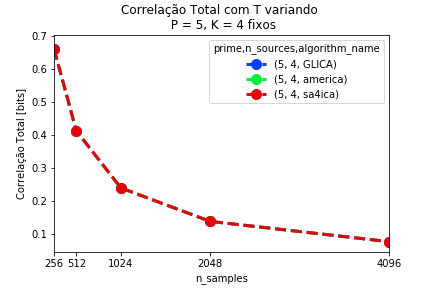 Correlação Total com T variando
P = 5, K = 4 fixos
prime,n_sources,algorithm_name
(5, 4, GLICA)
(5, 4, america)
(5, 4, sa4ica)
Correlação Total [bits]
0.7
0.6
0.5
0.4
0.3
0.2
0.1
256 512 1024 2048 4096
n_samples